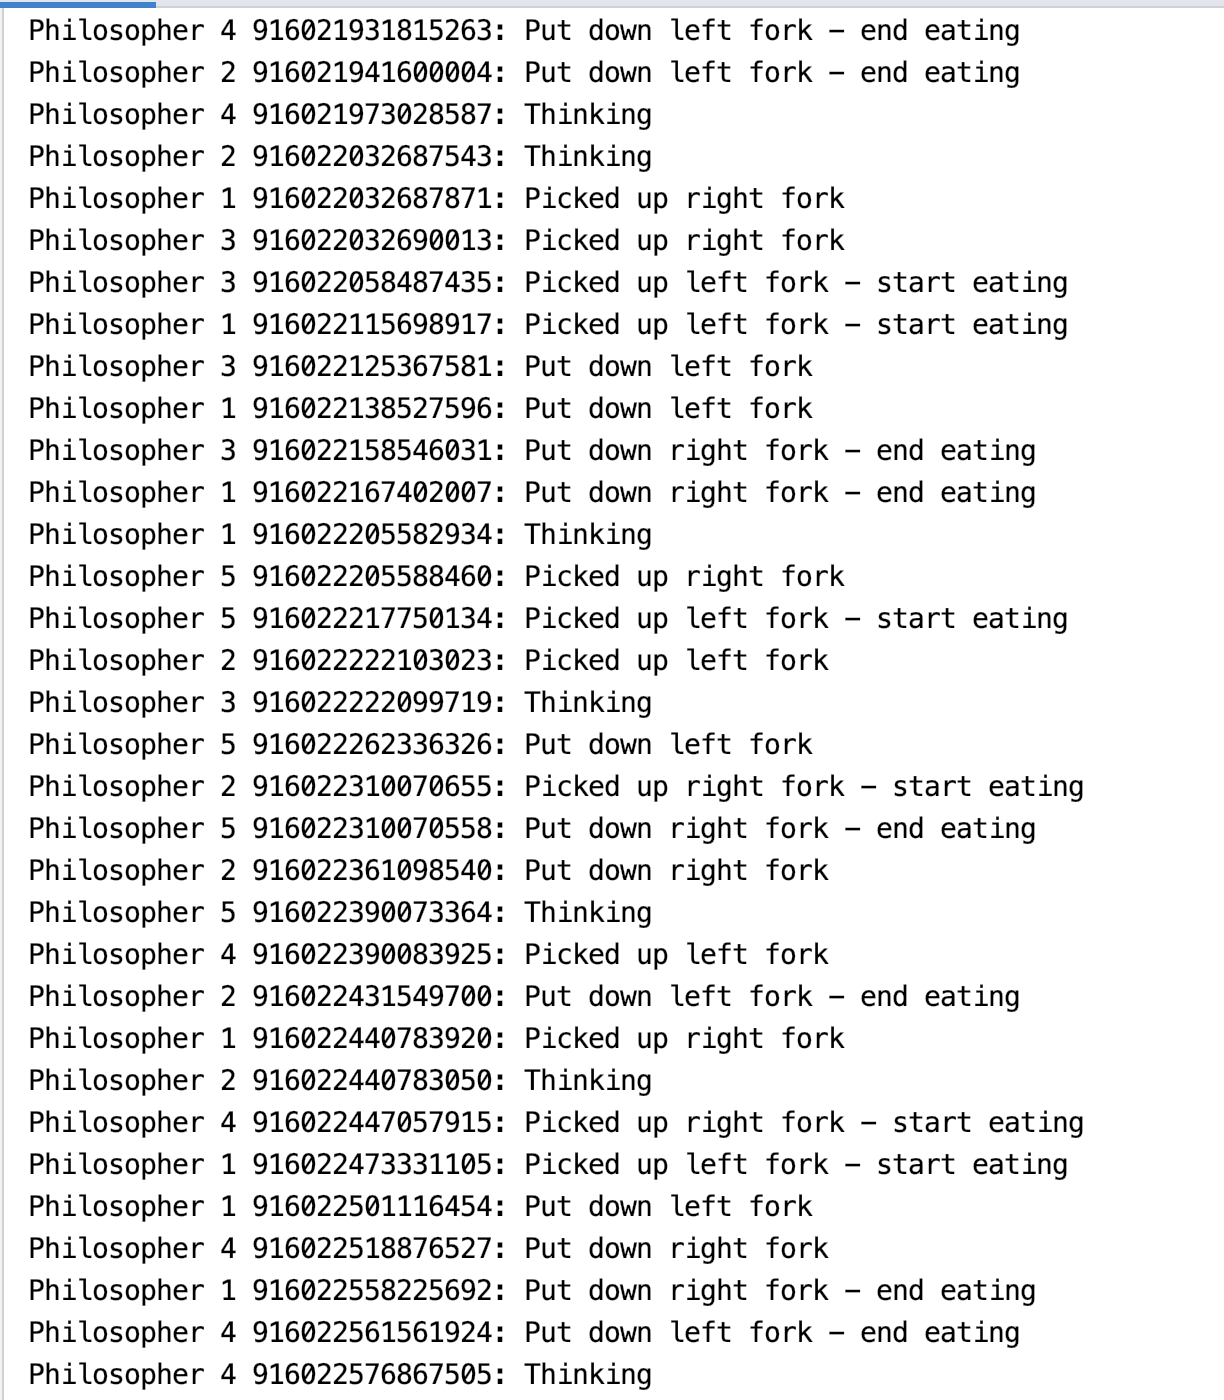 Philosopher 4 916021931815263: Put down left fork – end eating
Philosopher 2 916021941600004: Put down left fork – end eating
Philosopher 4 916021973028587: Thinking
Philosopher 2 916022032687543: Thinking
Philosopher 1 916022032687871: Picked up right fork
Philosopher 3 916022032690013: Picked up right fork
Philosopher 3 916022058487435: Picked up left fork – start eating
Philosopher 1 916022115698917: Picked up left fork – start eating
Philosopher 3 916022125367581: Put down left fork
Philosopher 1 916022138527596: Put down left fork
Philosopher 3 916022158546031: Put down right fork – end eating
Philosopher 1 916022167402007: Put down right fork – end eating
Philosopher 1 916022205582934: Thinking
Philosopher 5 916022205588460: Picked up right fork
Philosopher 5 916022217750134: Picked up left fork – start eating
Philosopher 2 916022222103023: Picked up left fork
Philosopher 3 916022222099719: Thinking
Philosopher 5 916022262336326: Put down left fork
Philosopher 2 916022310070655: Picked up right fork – start eating
Philosopher 5 916022310070558: Put down right fork – end eating
Philosopher 2 916022361098540: Put down right fork
Philosopher 5 916022390073364: Thinking
Philosopher 4 916022390083925: Picked up left fork
Philosopher 2 916022431549700: Put down left fork – end eating
Philosopher 1 916022440783920: Picked up right fork
Philosopher 2 916022440783050: Thinking
Philosopher 4 916022447057915: Picked up right fork – start eating
Philosopher 1 916022473331105: Picked up left fork – start eating
Philosopher 1 916022501116454: Put down left fork
Philosopher 4 916022518876527: Put down right fork
Philosopher 1 916022558225692: Put down right fork – end eating
Philosopher 4 916022561561924: Put down left fork – end eating
Philosopher 4 916022576867505: Thinking